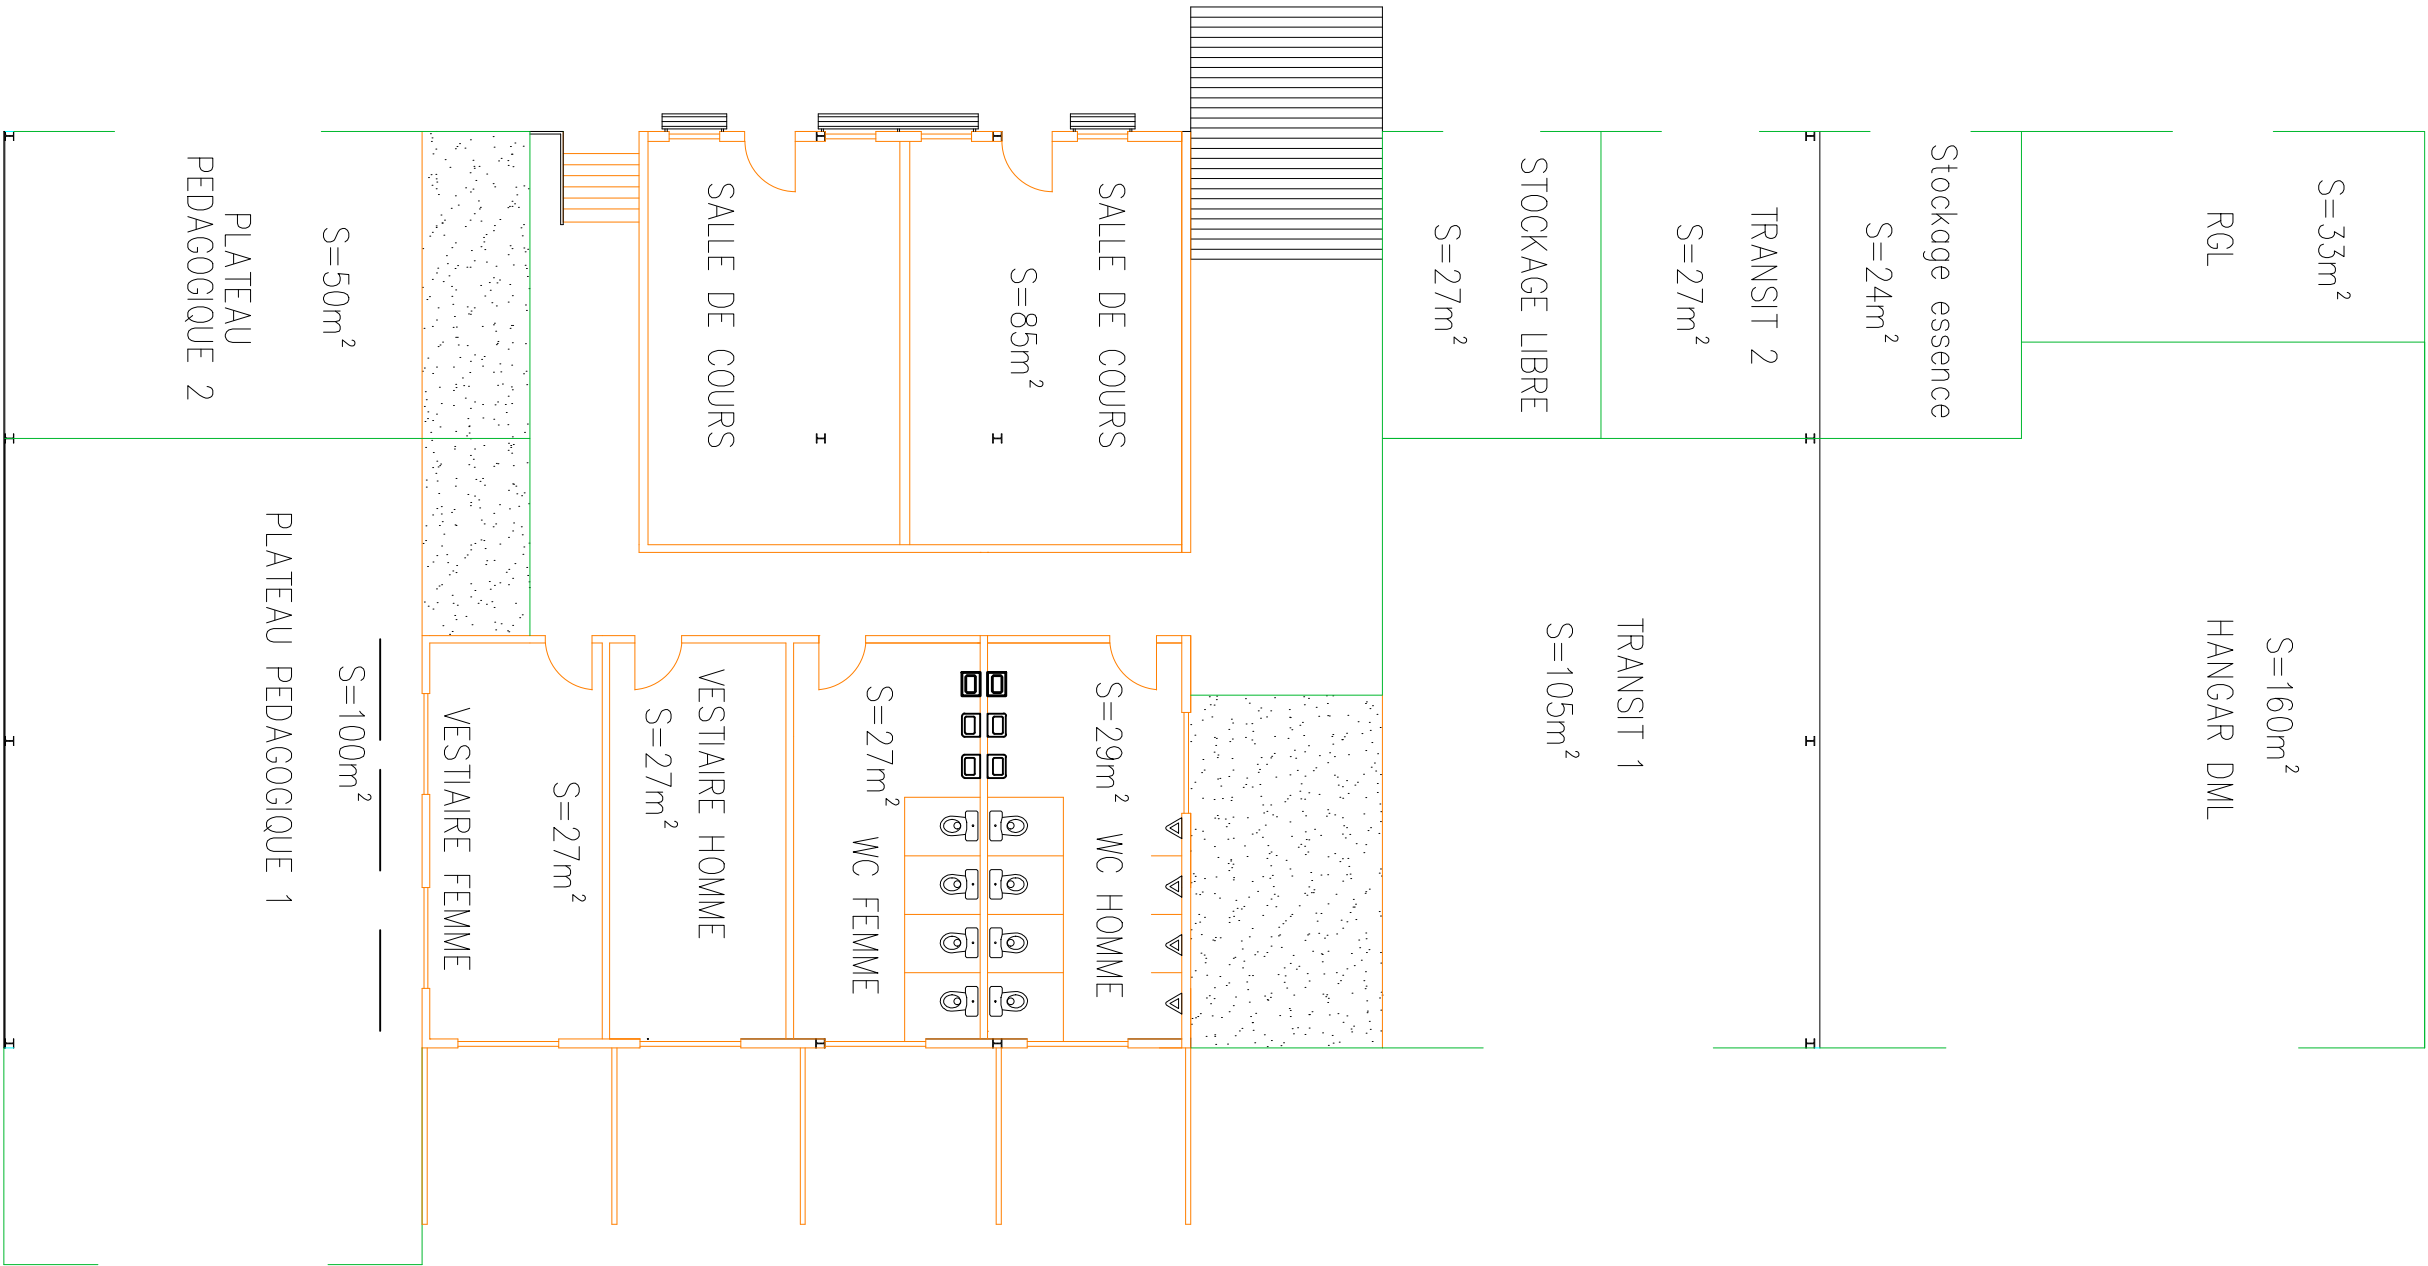 S=33m²
RGL
Stockage essence
S=24m²
TRANSIT 2
S=27m²
STOCKAGE LIBRE
S=27m²
SALLE DE COURS
S=85m²
SALLE DE COURS
S=50m²
PLATEAU
PEDAGOGIQUE 2
S=160m²
HANGAR DML
TRANSIT 1
S=105m²
S=29m²
WC HOMME
S=27m²
WC FEMME
VESTIAIRE HOMME
S=27m²
S=27m²
VESTIAIRE FEMME
S=100m²
PLATEAU PEDAGOGIQUE 1